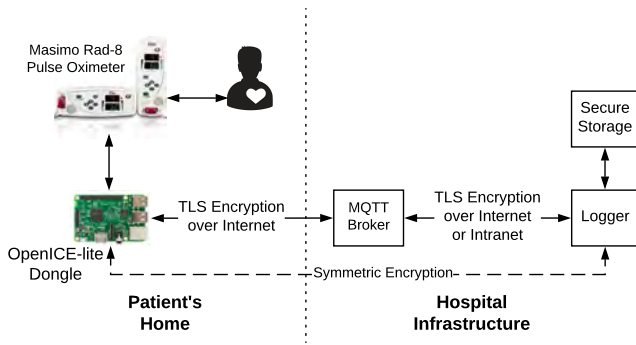 Masimo Rad-8
Pulse Oximeter
Secure
Storage
TLS Encryption
over Internet
MQTT
Broker
TLS Encryption
over Internet
or Intranet
Logger
OpenICE-lite
Dongle
Symmetric Encryption
Patient's
Home
Hospital
Infrastructure